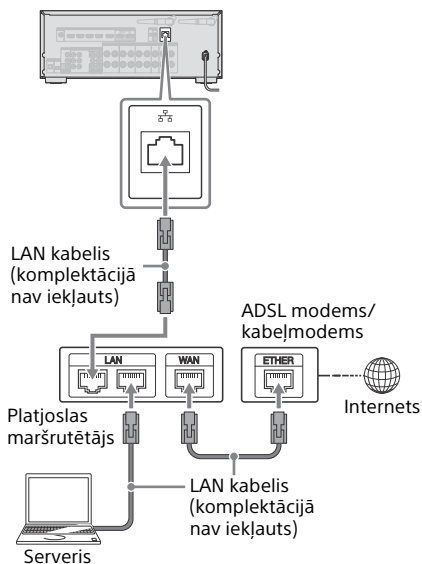 LAN kabelis
(komplektācijā
nav iekļauts)
ADSL modems/
kabeļmodems
LAN
WAN
ETHER
Internets
Platjoslas
maršrutētājs
LAN kabelis
(komplektācijā
nav iekļauts)
Serveris